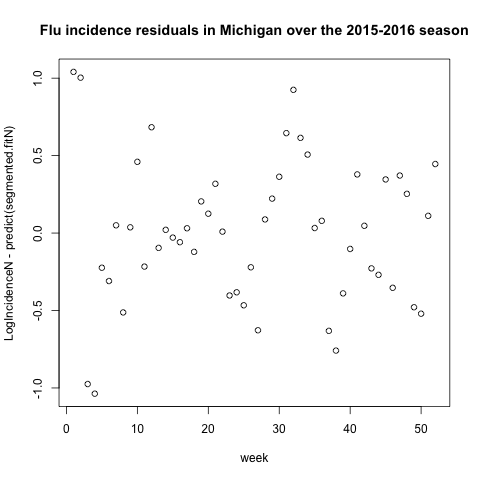 Flu incidence residuals in Michigan over the 2015-2016 season
LogIncidenceN - predict(segmented.fitN)
1.0
0.5
0.0
-0.5
-1.0
0 10 20 30 40 50
week